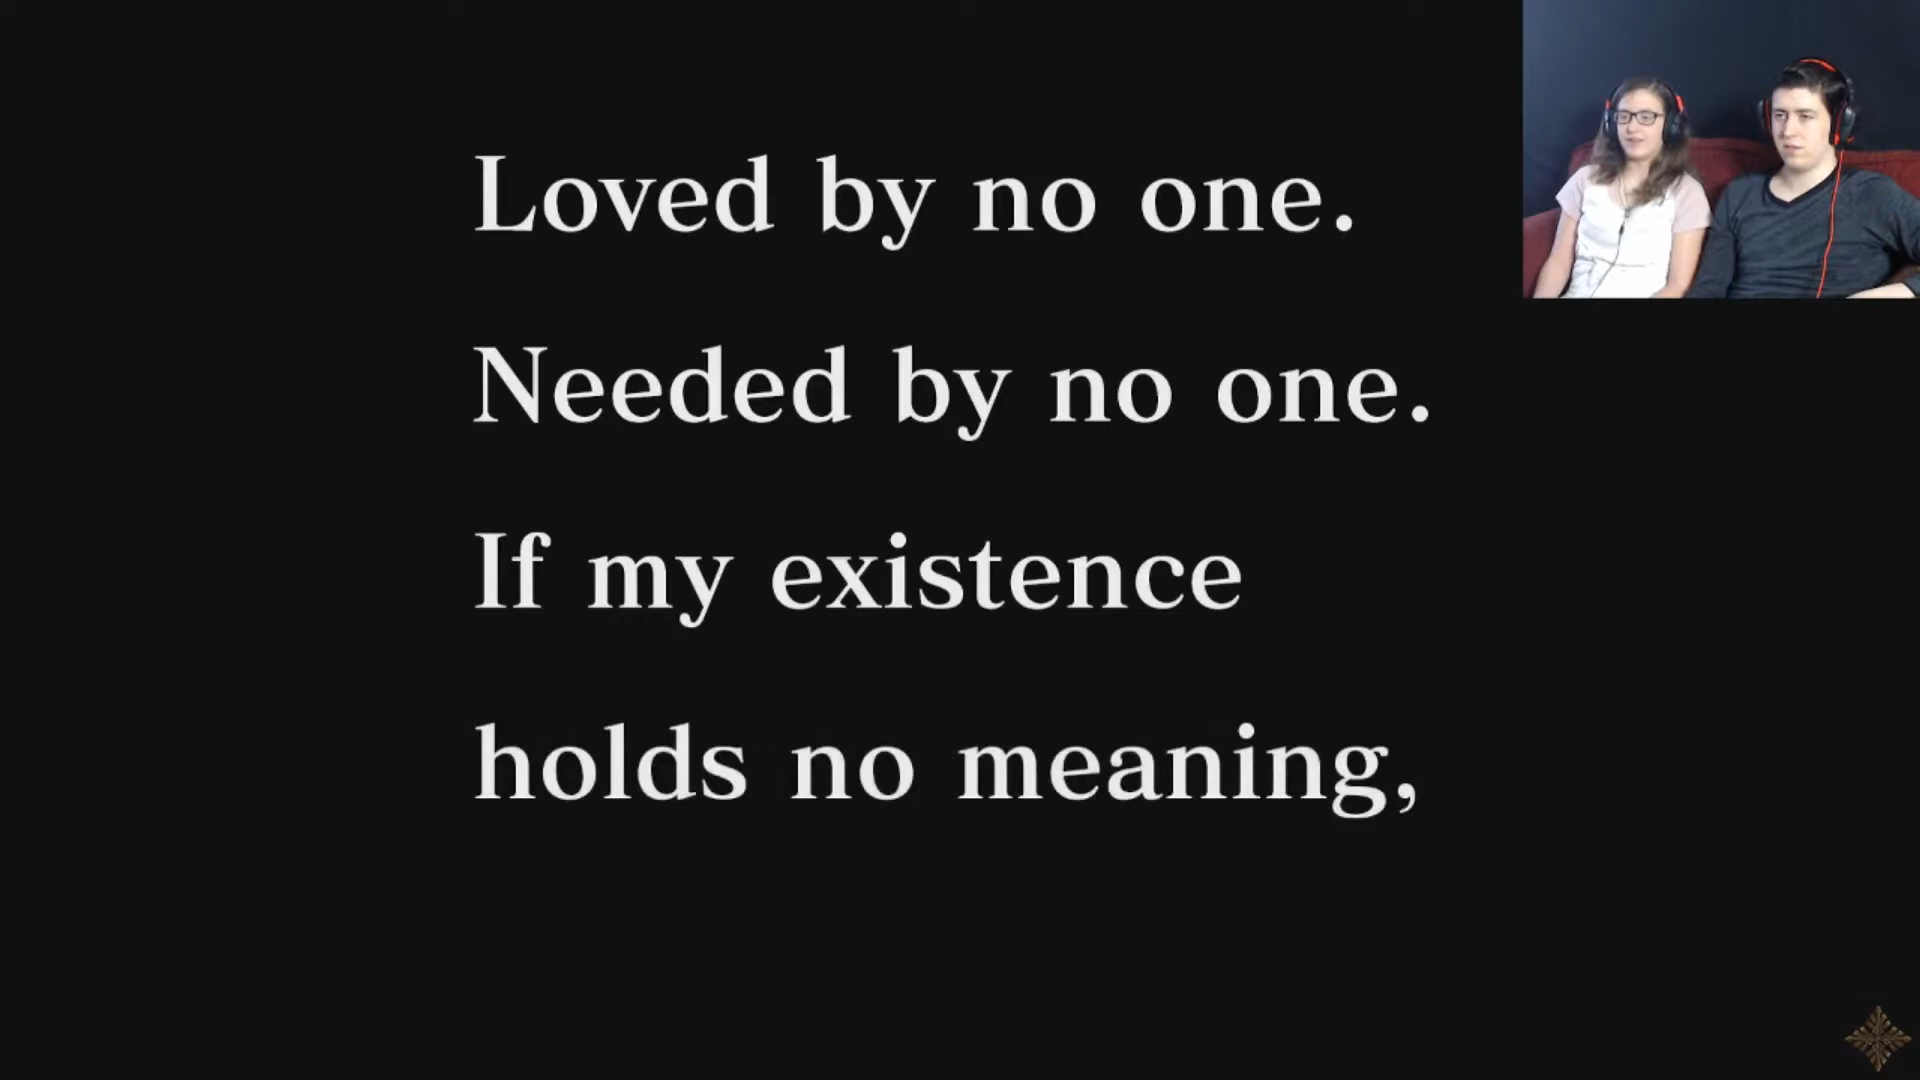 Loved by no one.
Needed by no one.
If my existence
holds no meaning,